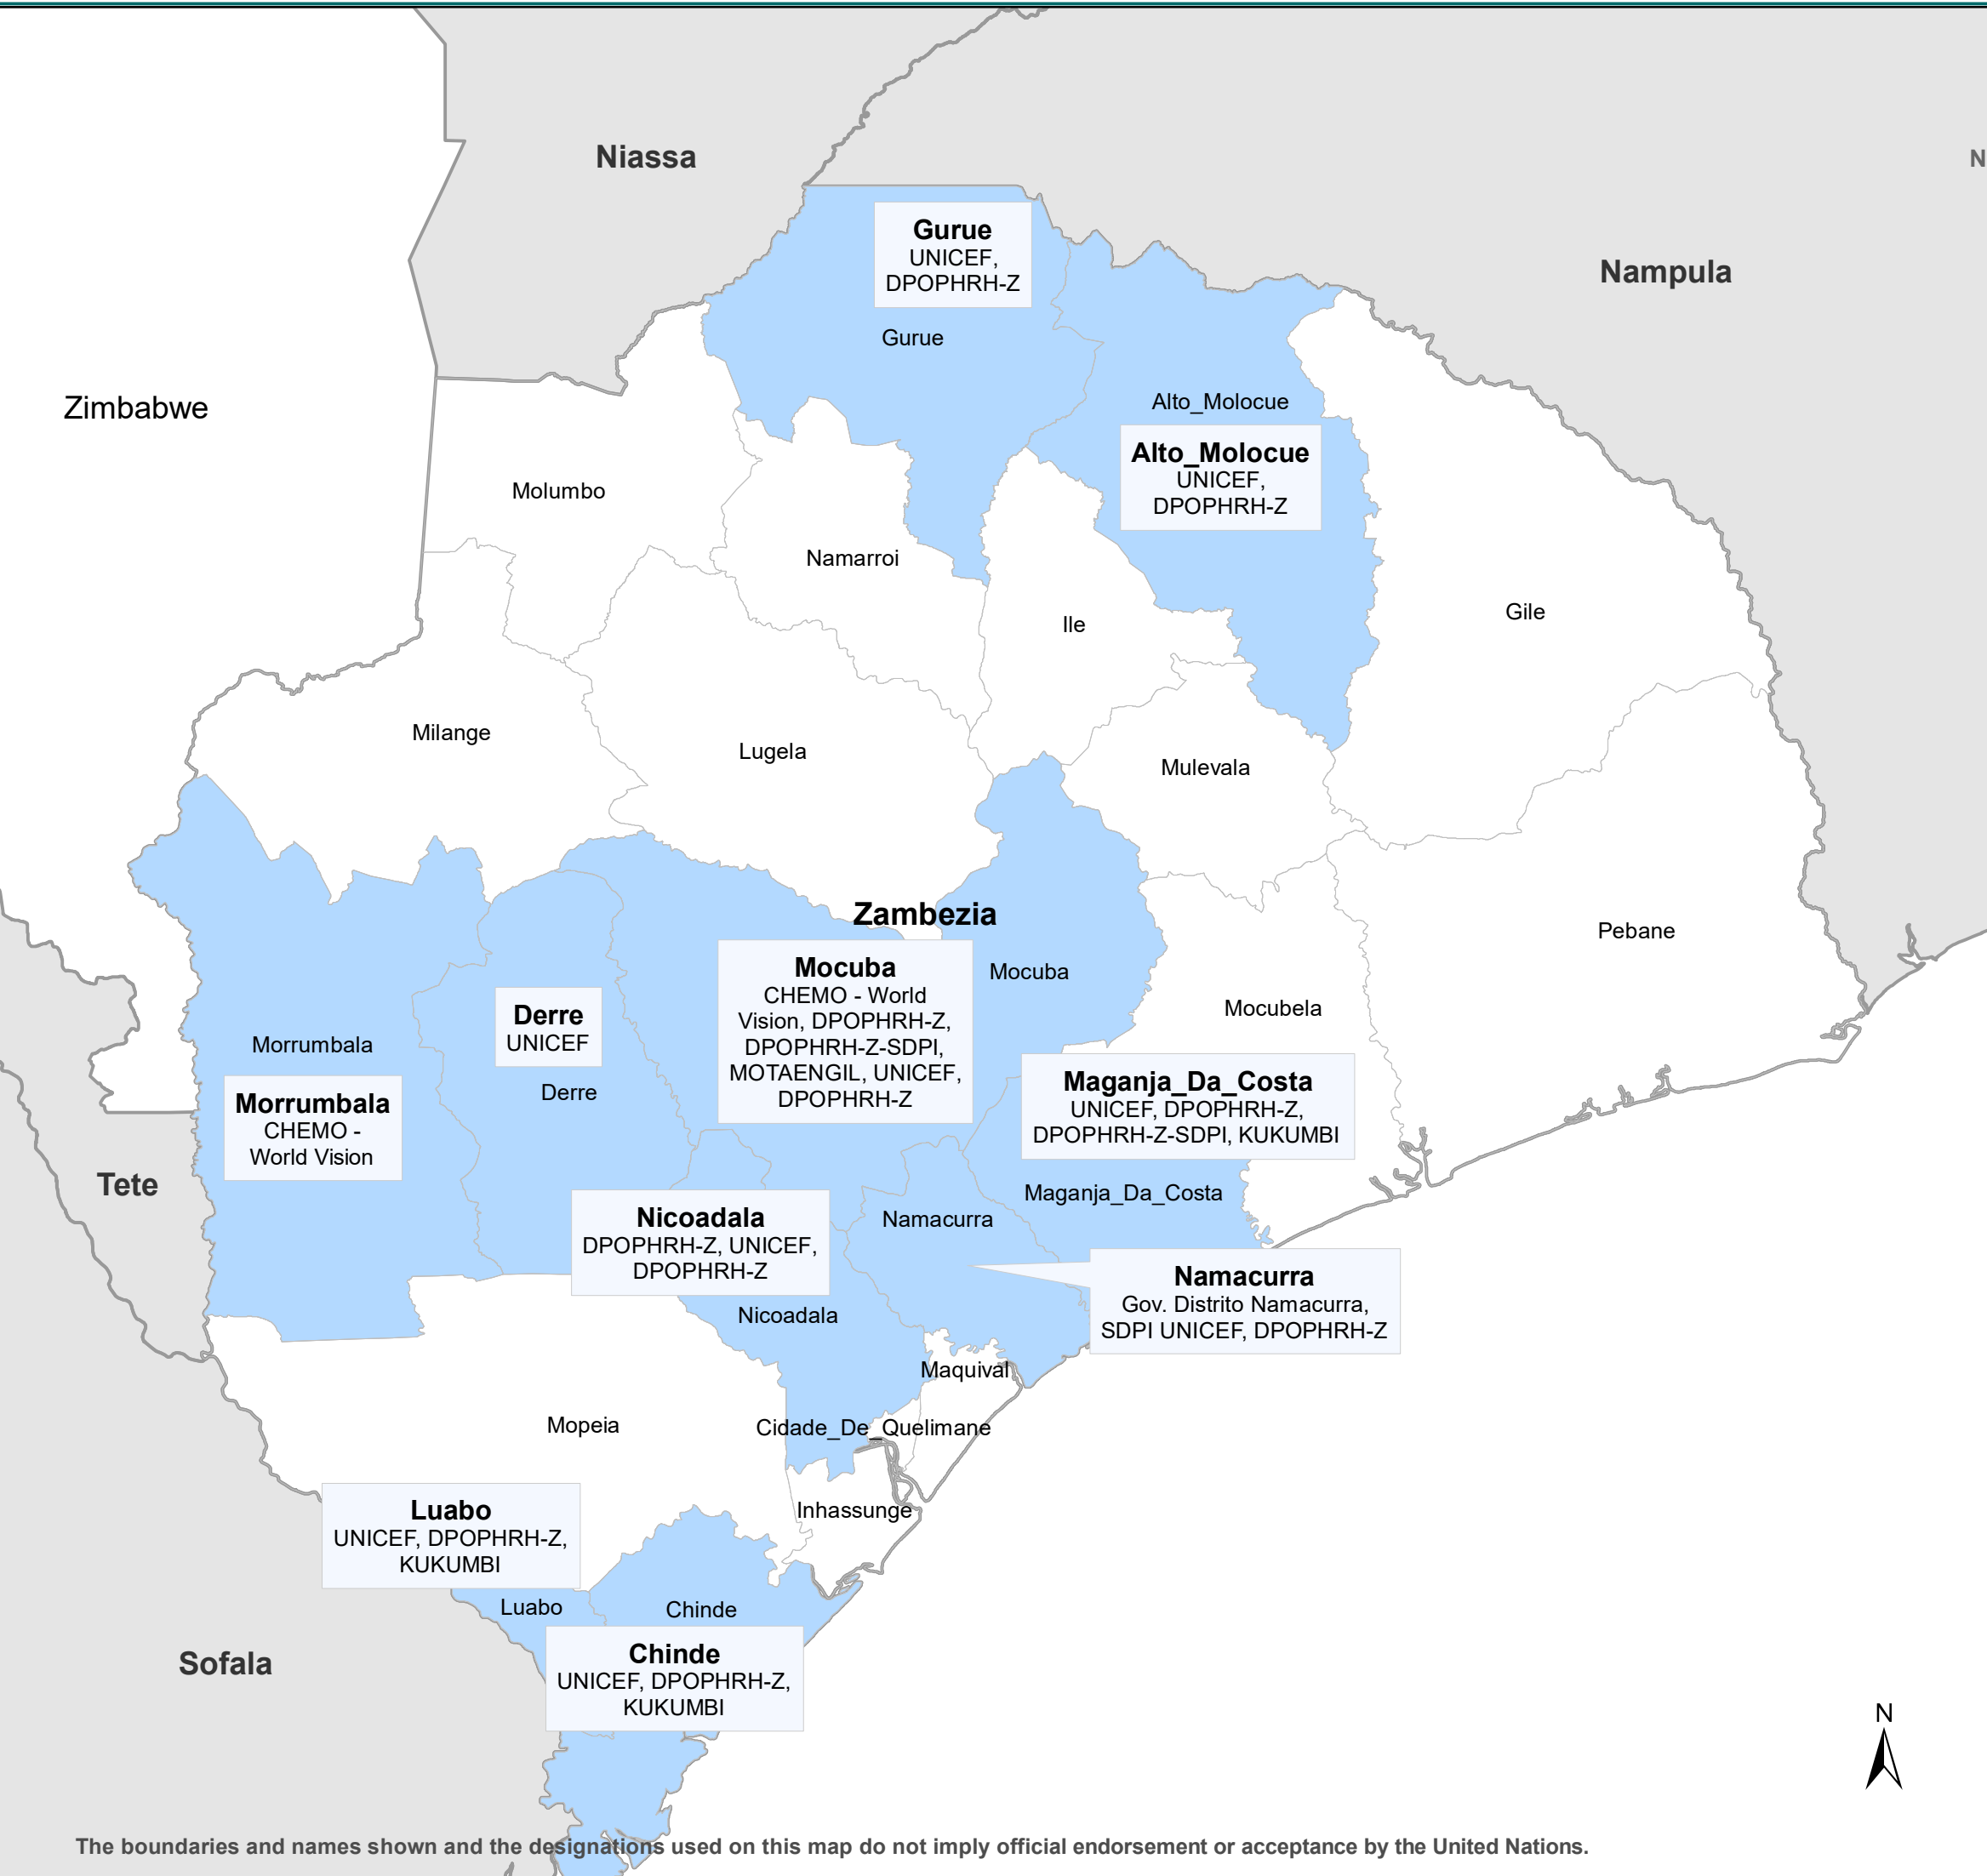 Niassa
N
Gurue
UNICEF,
DPOPHRH-Z
Nampula
Gurue
Zimbabwe
Alto_Molocue
Alto_Molocue
UNICEF,
DPOPHRH-Z
Molumbo
Namarroi
Gile
Ile
Milange
Lugela
Mulevala
Zambezia
Pebane
Mocuba
CHEMO - World
Vision, DPOPHRH-Z,
DPOPHRH-Z-SDPI,
MOTAENGIL, UNICEF,
DPOPHRH-Z
Mocuba
Mocubela
Derre
UNICEF
Derre
Morrumbala
Morrumbala
CHEMO -
World Vision
Maganja_Da_Costa
UNICEF, DPOPHRH-Z,
DPOPHRH-Z-SDPI, KUKUMBI
Tete
Maganja_Da_Costa
Nicoadala
DPOPHRH-Z, UNICEF,
DPOPHRH-Z
Namacurra
Namacurra
Gov. Distrito Namacurra,
SDPI UNICEF, DPOPHRH-Z
Nicoadala
Maquival
Mopeia
Cidade_De_Quelimane
Luabo
UNICEF, DPOPHRH-Z,
KUKUMBI
Inhassunge
Luabo
Chinde
Chinde
UNICEF, DPOPHRH-Z,
KUKUMBI
Sofala
N
The boundaries and names shown and the designations used on this map do not imply official endorsement or acceptance by the United Nations.